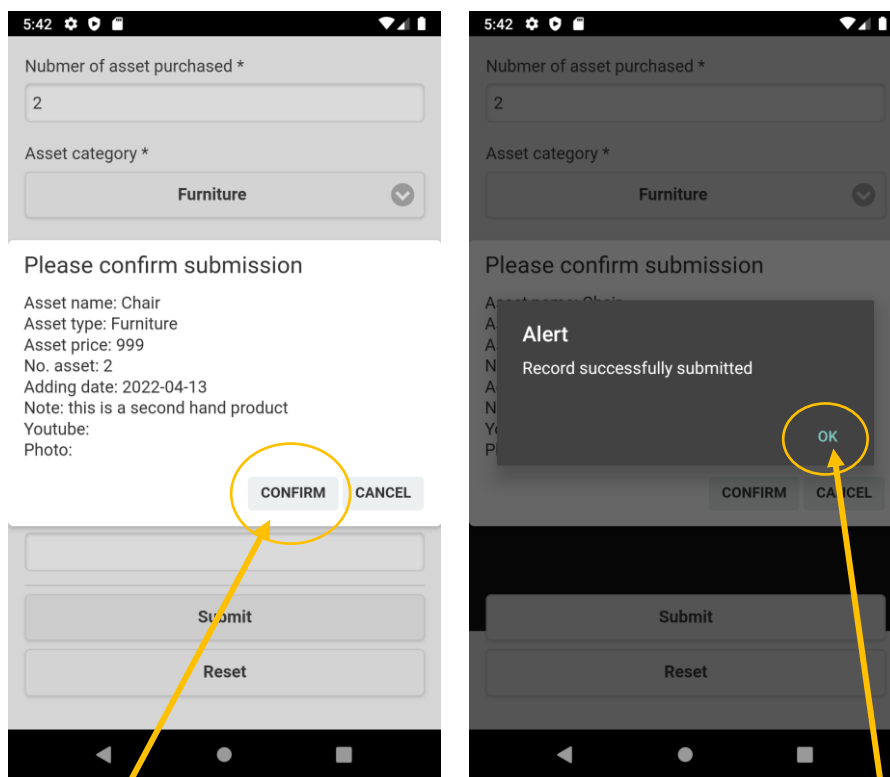 5:42
Nubmer of asset purchased *
2
Asset category *
Furniture
Please confirm submission
Asset name: Chair
Asset type: Furniture
Asset price: 999
No. asset: 2
Adding date: 2022-04-13
Note: this is a second hand product
Youtube:
Photo:
CONFIRM CANCEL
Submit
Reset
5:42
Nubmer of asset purchased *
2
Asset category *
Furniture
Please confirm submission
Alert
Record successfully submitted
OK
CONFIRM CANCEL
Submit
Reset